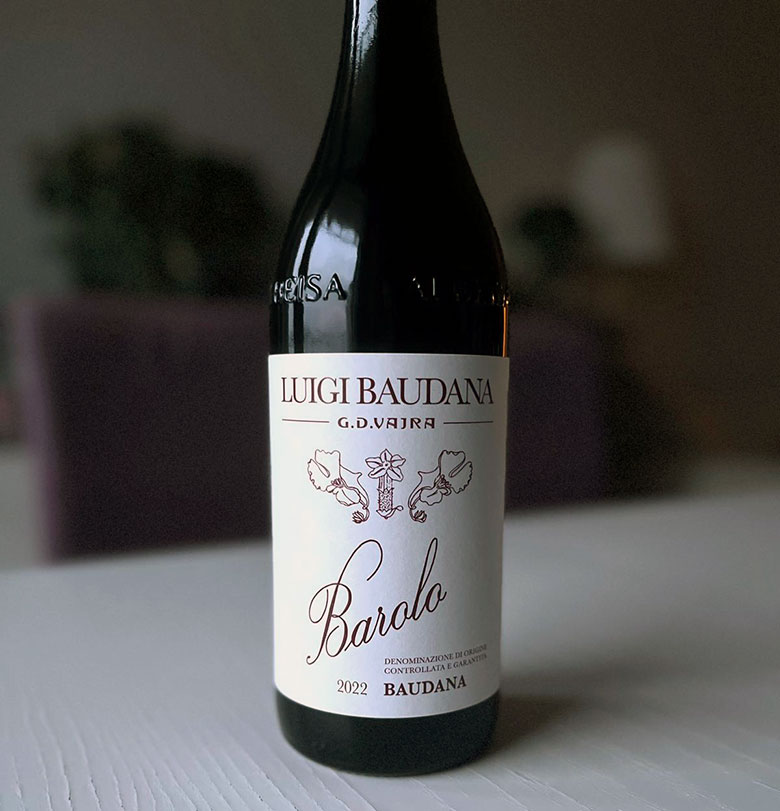 LUIGI BAUDANA
G.D.VAJRA
Barolo
DENOMINAZIONE DI ORIGINE
CONTROLLATA E GARANTITA
2022 BAUDANA